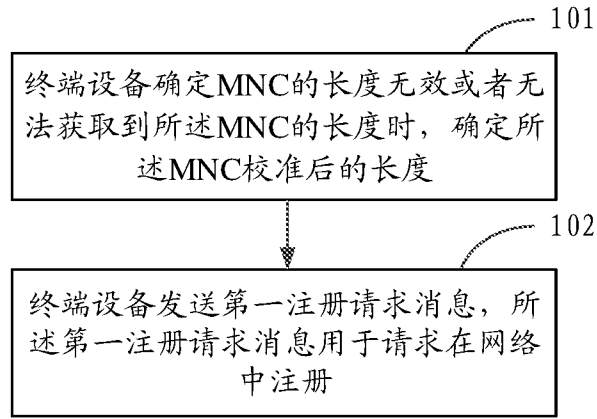 101
终端设备确定MNC的长度无效或者无
法获取到所述MNC的长度时，确定所
述MNC校准后的长度
102
终端设备发送第一注册请求消息，所
述第一注册请求消息用于请求在网络
中注册